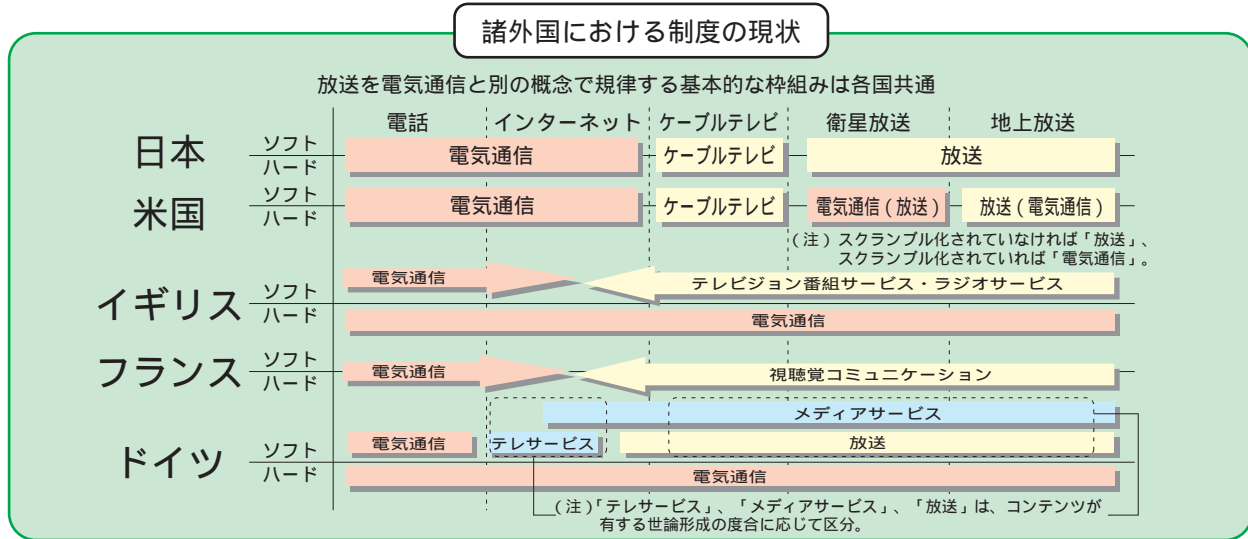 諸外国における制度の現状
放送を電気通信と別の概念で規律する基本的な枠組みは各国共通
電話 インターネット ケーブルテレビ 衛星放送 地上放送
日本 ソフト ハード 電気通信 ケーブルテレビ 放送
米国 ソフト ハード 電気通信 ケーブルテレビ 電気通信(放送) 放送(電気通信)
(注)スクランブル化されていなければ「放送」、
スクランブル化されていれば「電気通信」。
イギリス ソフト 電気通信 テレビジョン番組サービス・ラジオサービス
ハード 電気通信
フランス ソフト ハード 電気通信 視聴覚コミュニケーション
メディアサービス
ドイツ ソフト 電気通信 テレサービス 放送
ハード 電気通信
(注)「テレサービス」、「メディアサービス」、「放送」は、コンテンツが
有する世論形成の度合に応じて区分。